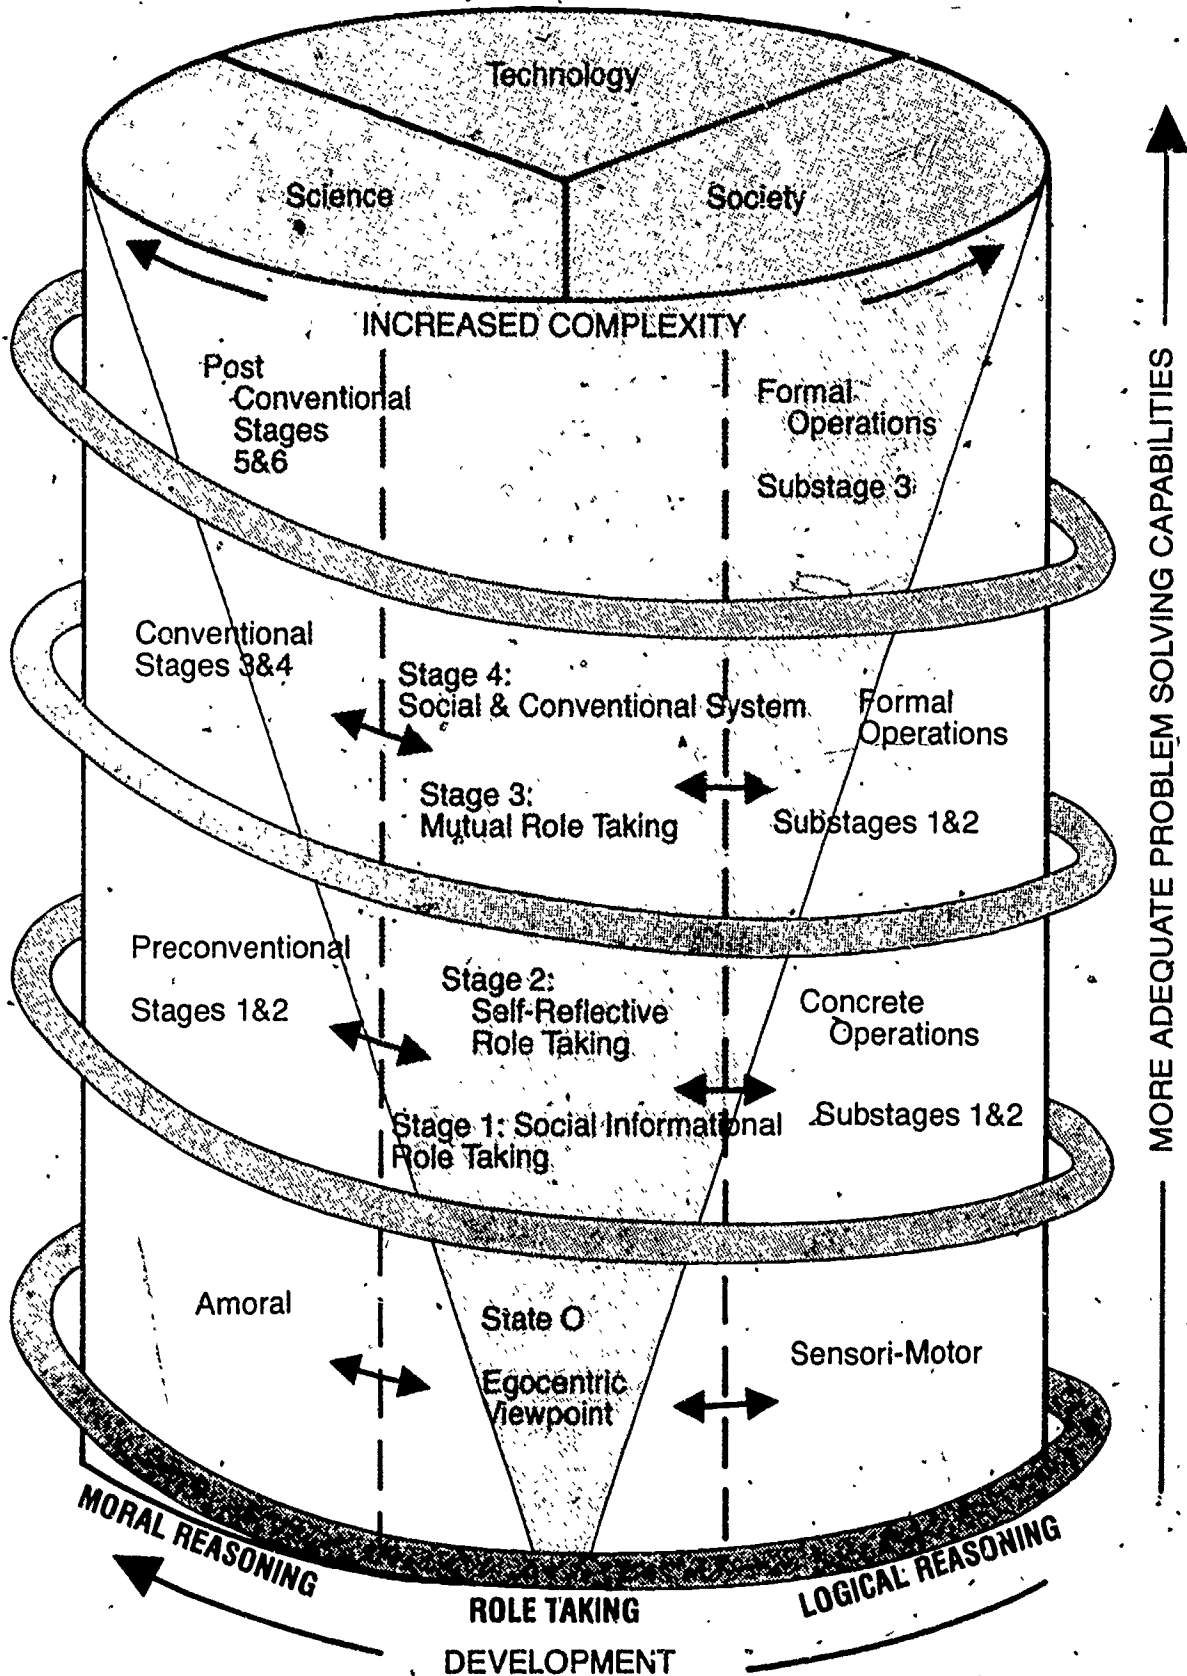 Technology
Science
Society
INCREASED COMPLEXITY
Post
Conventional
Stages
5&6
Formal
Operations
Substage 3
Conventional
Stages 3&4
Stage 4:
Social & Conventional System
Stage 3:
Mutual Role Taking
Formal
Operations
Substages 1&2
Preconventional
Stages 1&2
Stage 2:
Self-Reflective
Role Taking
Stage 1: Social Informational
Role Taking
Concrete
Operations
Substages 1&2
Amoral
State O
Egocentric
Viewpoint
Sensori-Motor
MORAL REASONING
ROLE TAKING
LOGICAL REASONING
DEVELOPMENT
MORE ADEQUATE PROBLEM SOLVING CAPABILITIES